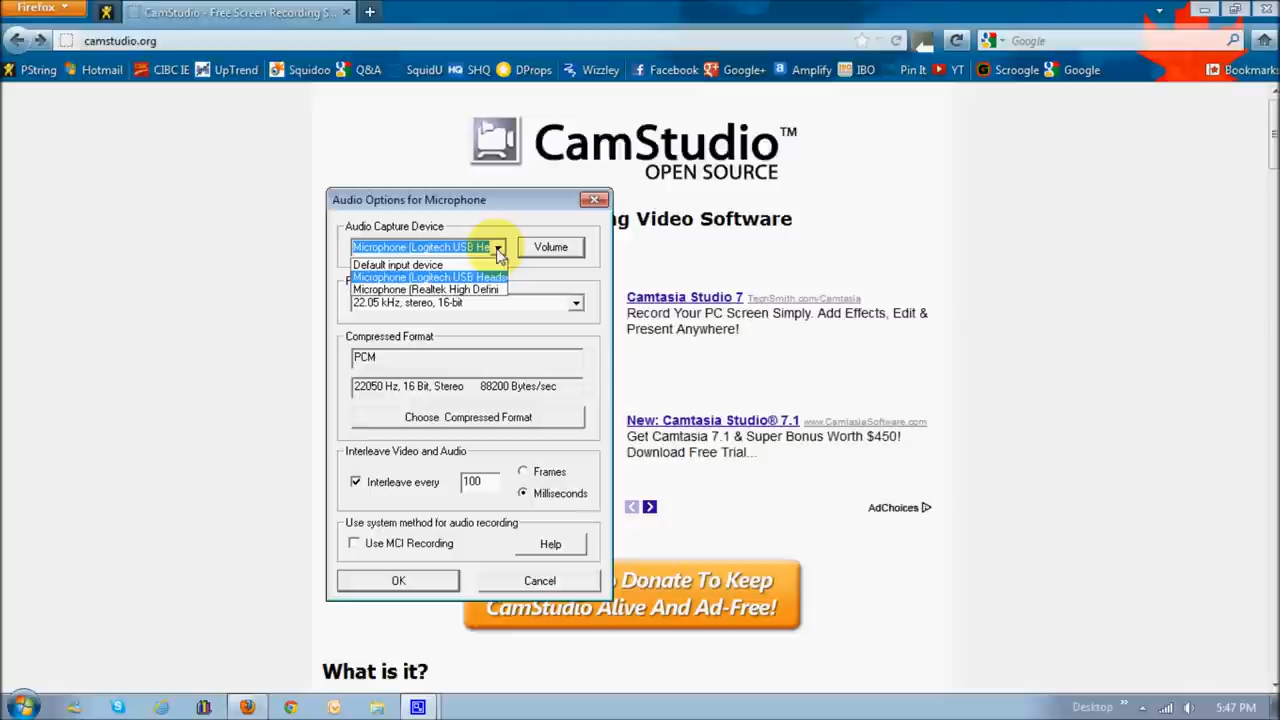 Firefox
CamStudio - Free Screen Recording S...
camstudio.org
Google
PString Hotmail CIBC IE UpTrend Squidoo Q&A SquidU SHQ DProps Wizzley Facebook Google+ Amplify IBO Pin It YT Scroogle Google Bookmarks
CamStudio™
OPEN SOURCE
Audio Options for Microphone
ng Video Software
Audio Capture Device
Microphone (Logitech USB He
Volume
Default input device
Microphone (Logitech USB Heads
Microphone (Realtek High Defini
22.05 kHz, stereo, 16-bit
Compressed Format
PCM
22050 Hz, 16 Bit, Stereo 88200 Bytes/sec
Choose Compressed Format
Interleave Video and Audio
Interleave every 100
Frames
Milliseconds
Use system method for audio recording
Use MCI Recording
Help
OK
Cancel
Camtasia Studio 7 TechSmith.com/Camtasia
Record Your PC Screen Simply. Add Effects, Edit &
Present Anywhere!
New: Camtasia Studio® 7.1 www.CamtasiaSoftware.com
Get Camtasia 7.1 & Super Bonus Worth $450!
Download Free Trial...
AdChoices
Donate To Keep
CamStudio Alive And Ad-Free!
What is it?
Desktop
5:47 PM